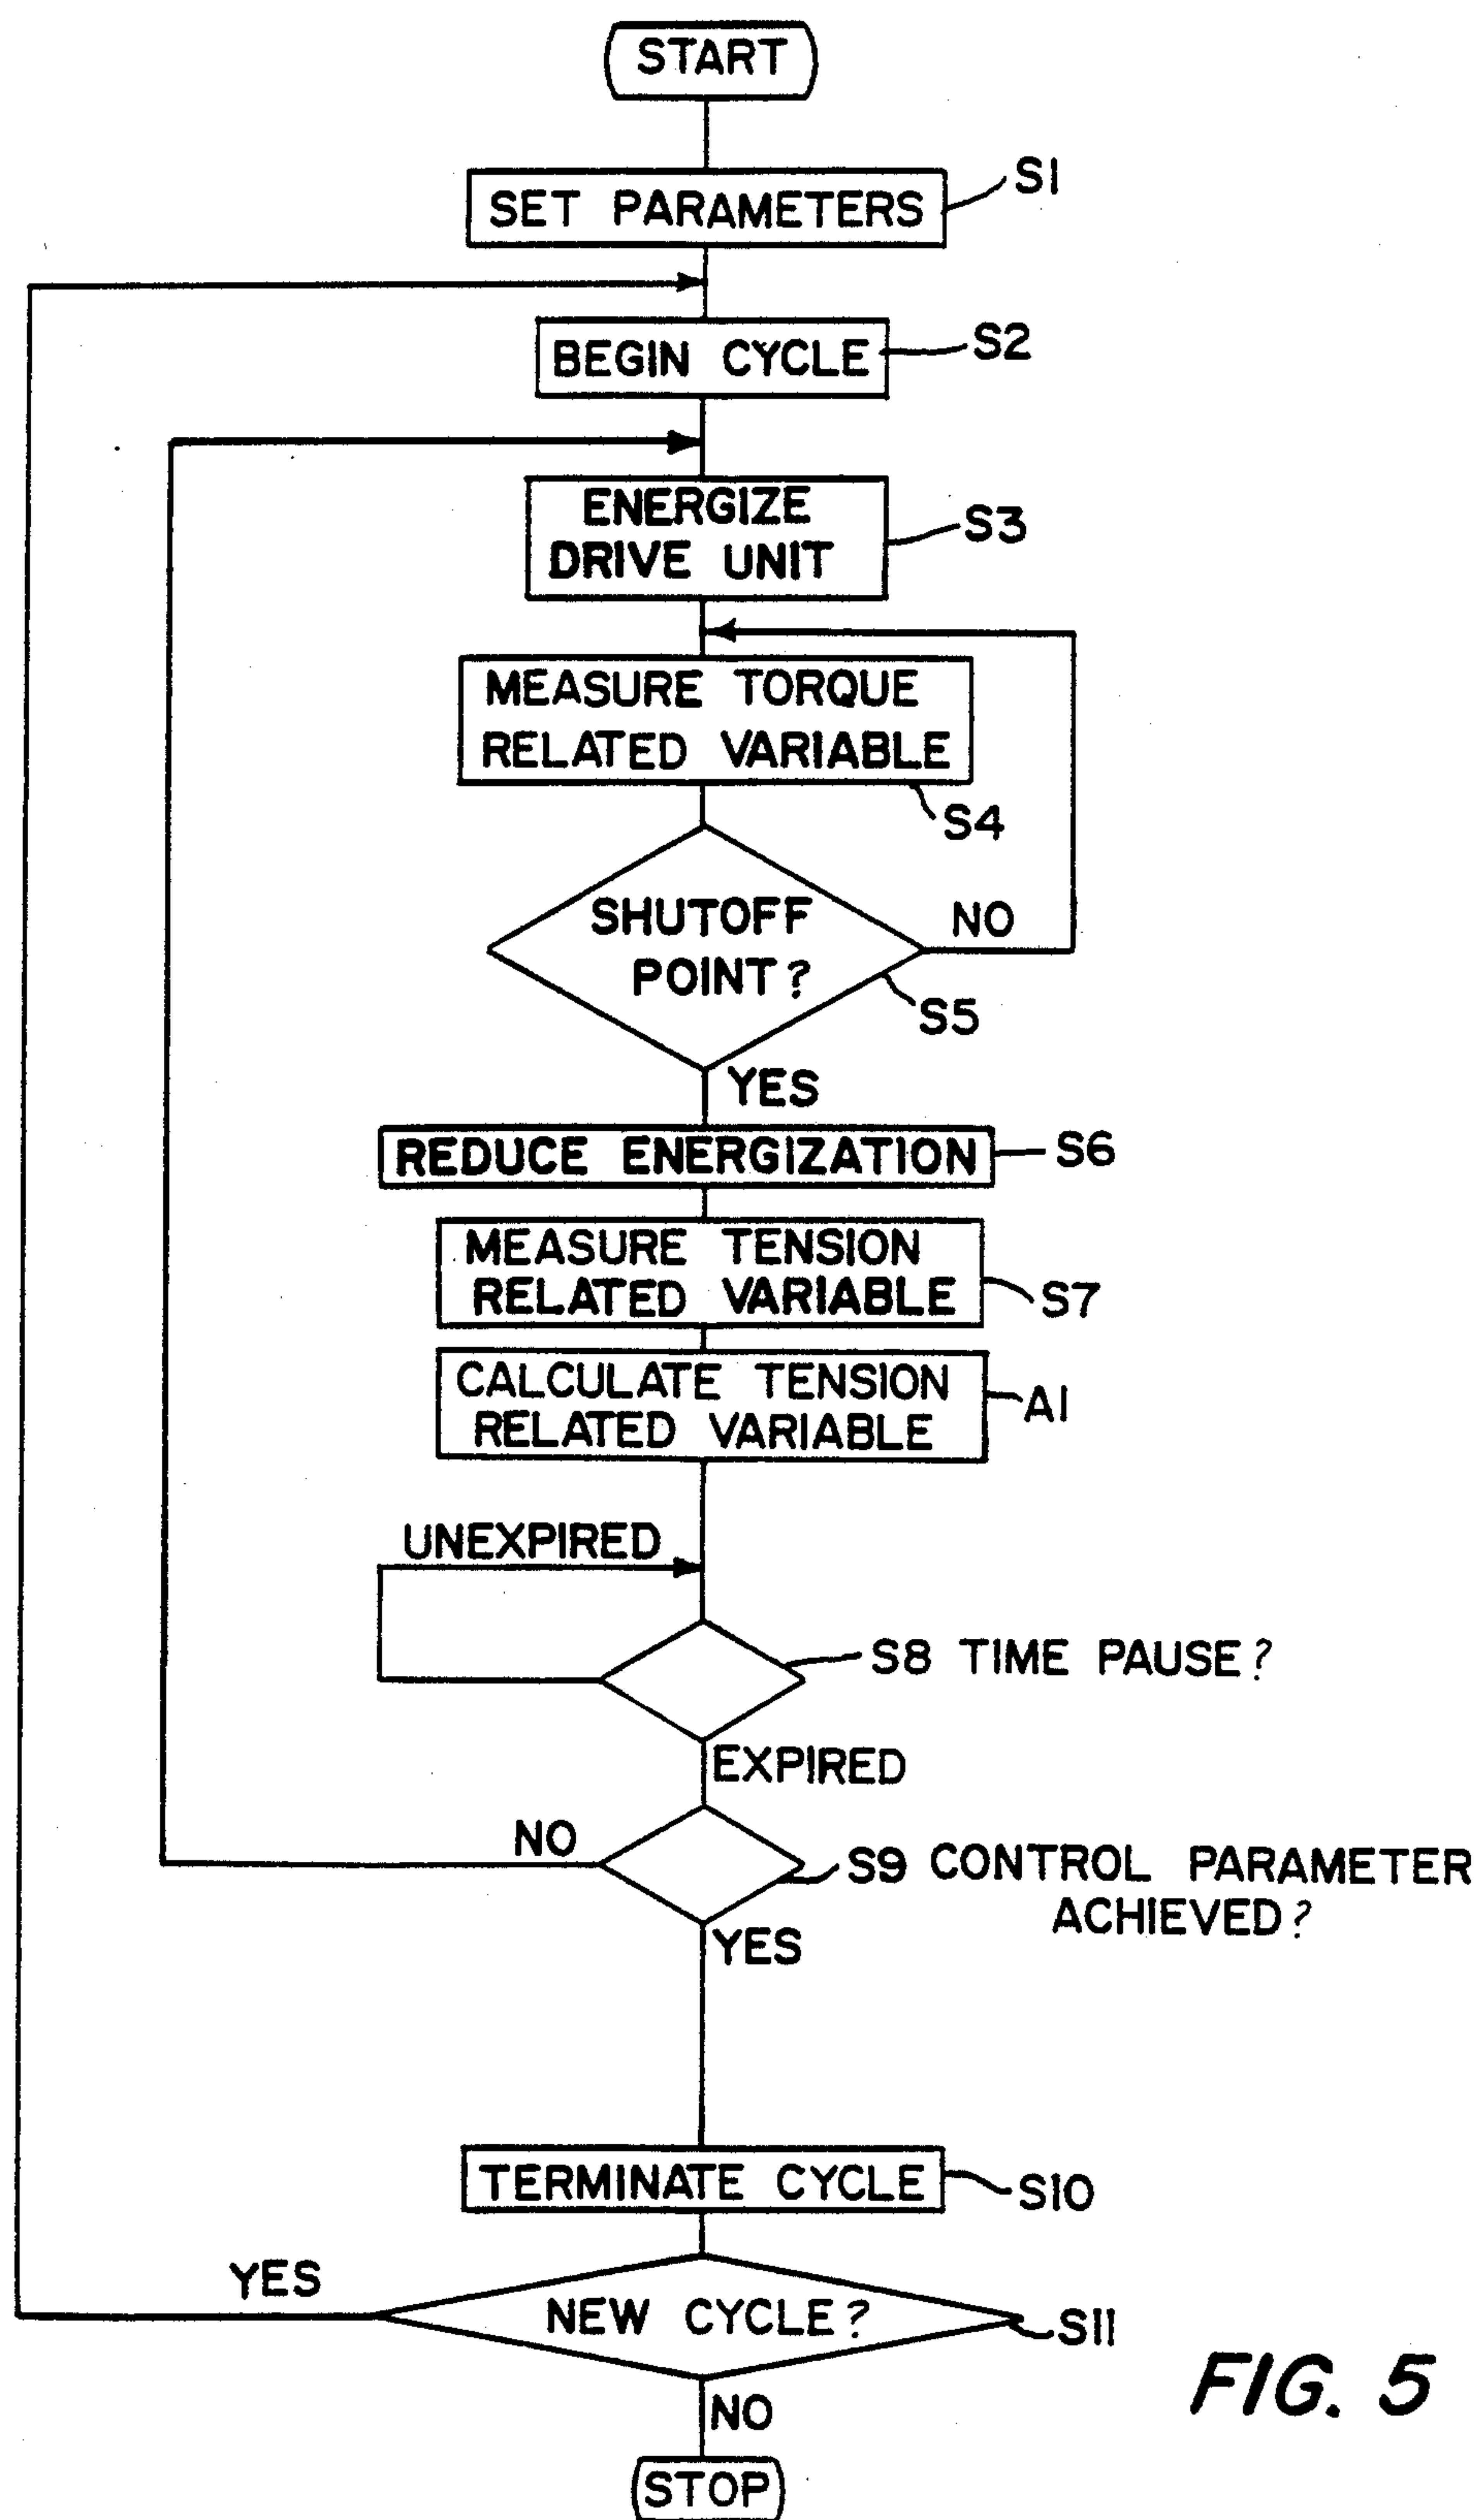 START
SET PARAMETERS
S1
BEGIN CYCLE
S2
ENERGIZE
DRIVE UNIT
S3
MEASURE TORQUE
RELATED VARIABLE
S4
SHUTOFF
POINT?
NO
S5
YES
REDUCE ENERGIZATION
S6
MEASURE TENSION
RELATED VARIABLE
S7
CALCULATE TENSION
RELATED VARIABLE
A1
UNEXPIRED
S8 TIME PAUSE?
EXPIRED
NO
S9 CONTROL PARAMETER
ACHIEVED?
YES
TERMINATE CYCLE
S10
YES
NEW CYCLE?
S11
NO
STOP
FIG. 5